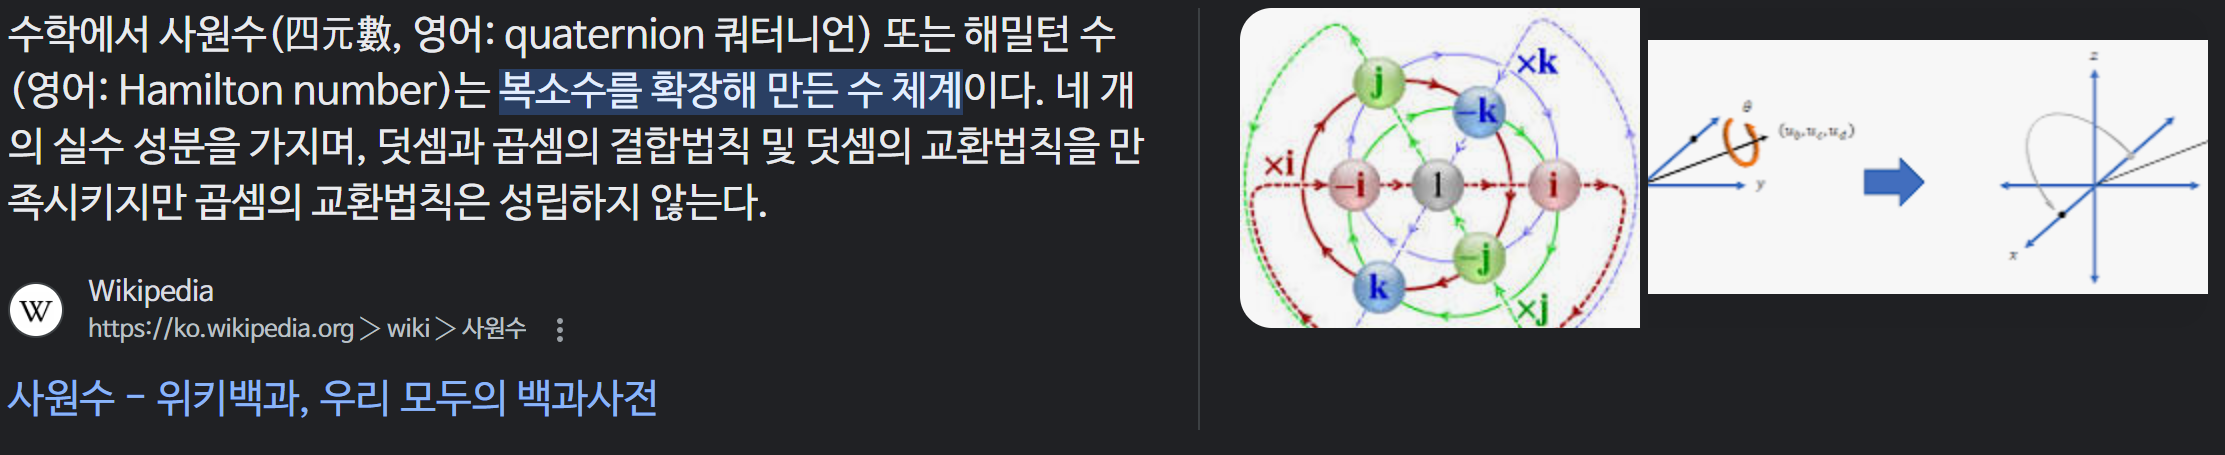 수학에서 사원수(四元數, 영어: quaternion 쿼터니언) 또는 해밀턴 수
(영어: Hamilton number)는 복소수를 확장해 만든 수 체계이다. 네 개
의 실수 성분을 가지며, 덧셈과 곱셈의 결합법칙 및 덧셈의 교환법칙을 만
족시키지만 곱셈의 교환법칙은 성립하지 않는다.
W
Wikipedia
https://ko.wikipedia.org > wiki > 사원수
사원수 - 위키백과, 우리 모두의 백과사전
×k
j
-k
×i
-i
1
i
-j
k
×j
θ
(u_b, u_c, u_d)
y
z
x